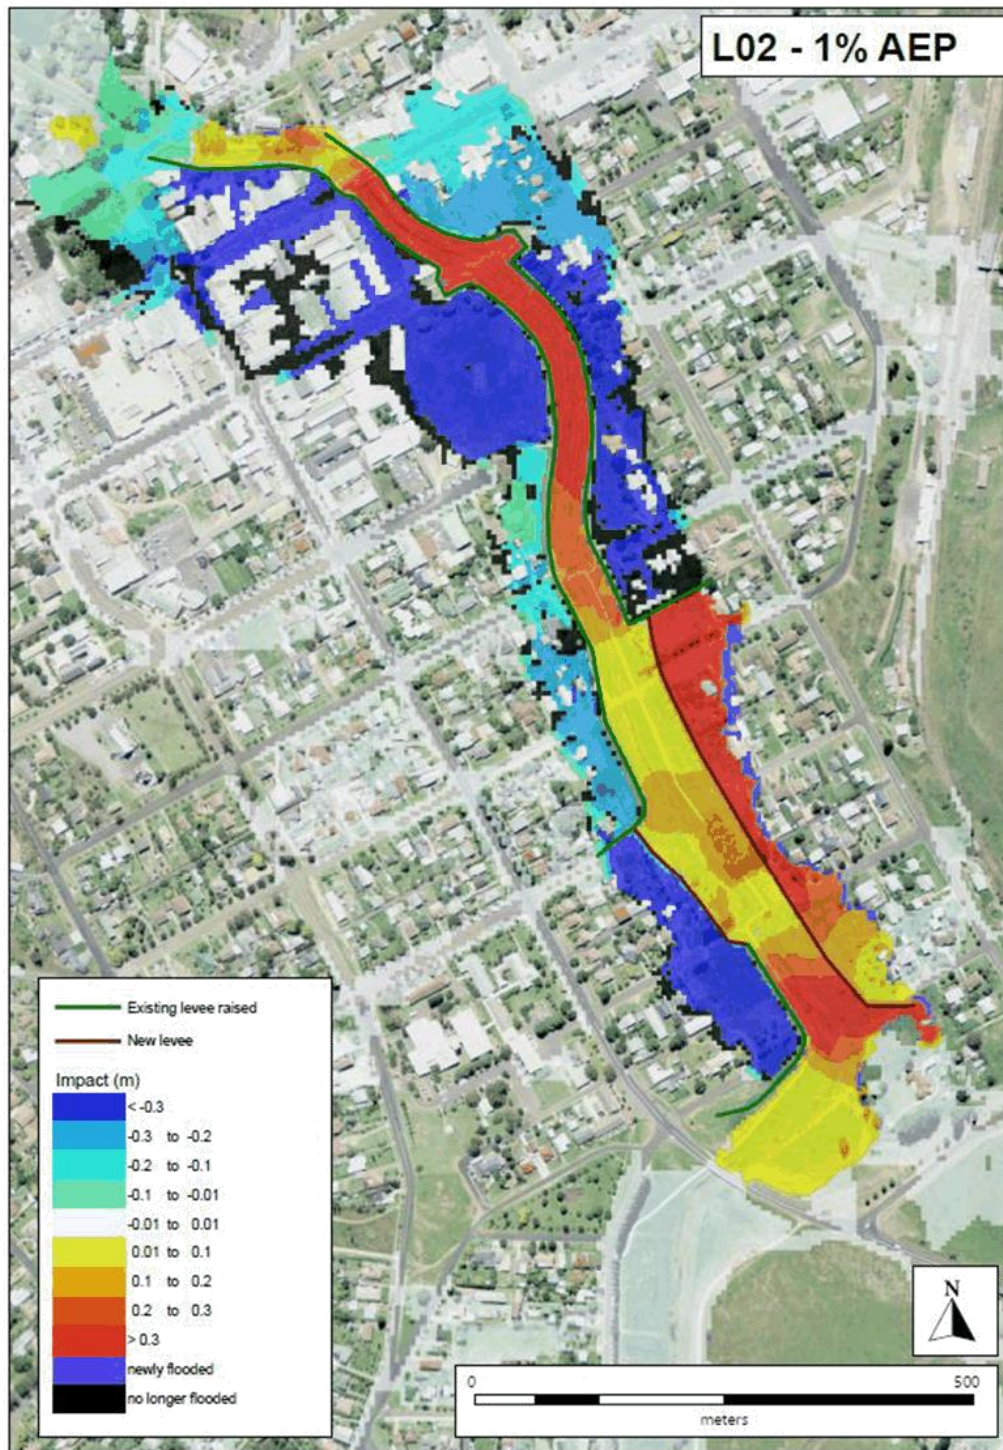 L02 - 1% AEP
Existing levee raised
New levee
Impact (m)
< -0.3
-0.3 to -0.2
-0.2 to -0.1
-0.1 to -0.01
-0.01 to 0.01
0.01 to 0.1
0.1 to 0.2
0.2 to 0.3
> 0.3
newly flooded
no longer flooded
N
0 500
meters